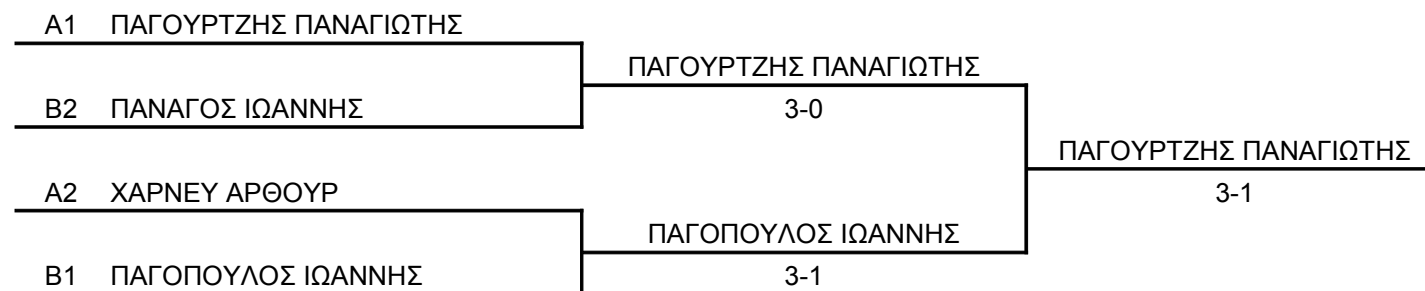 A1 ΠΑΓΟΥΡΤΖΗΣ ΠΑΝΑΓΙΩΤΗΣ
ΠΑΓΟΥΡΤΖΗΣ ΠΑΝΑΓΙΩΤΗΣ
B2 ΠΑΝΑΓΟΣ ΙΩΑΝΝΗΣ
3-0
ΠΑΓΟΥΡΤΖΗΣ ΠΑΝΑΓΙΩΤΗΣ
A2 ΧΑΡΝΕΥ ΑΡΘΟΥΡ
3-1
ΠΑΓΟΠΟΥΛΟΣ ΙΩΑΝΝΗΣ
B1 ΠΑΓΟΠΟΥΛΟΣ ΙΩΑΝΝΗΣ
3-1